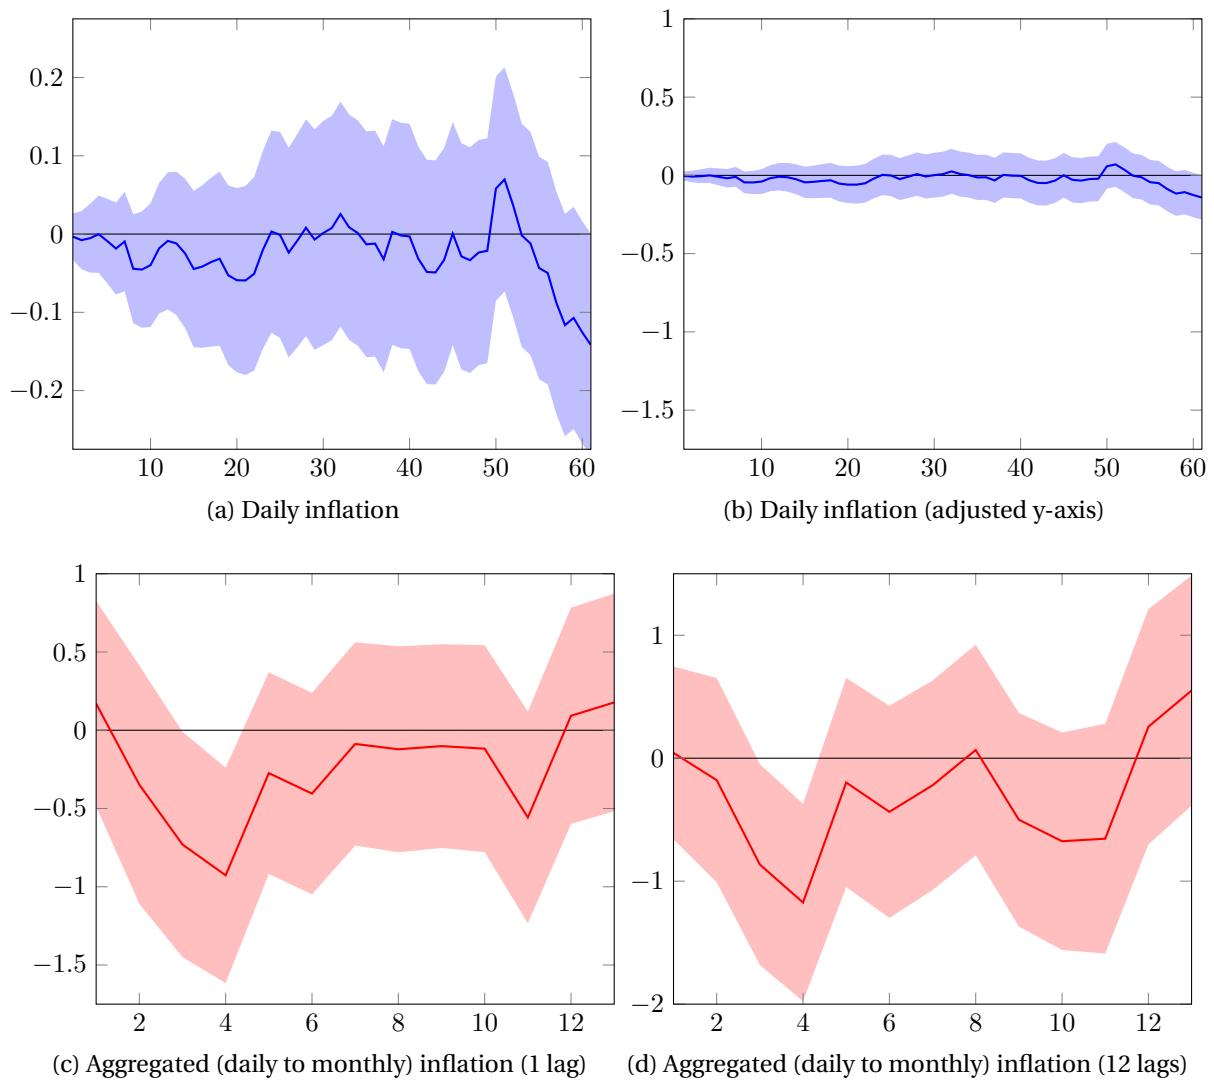 0.2
0.1
0
−0.1
−0.2
10 20 30 40 50 60
(a) Daily inflation
1
0.5
0
−0.5
−1
−1.5
10 20 30 40 50 60
(b) Daily inflation (adjusted y-axis)
1
0.5
0
−0.5
−1
−1.5
2 4 6 8 10 12
(c) Aggregated (daily to monthly) inflation (1 lag)
1
0
−1
−2
2 4 6 8 10 12
(d) Aggregated (daily to monthly) inflation (12 lags)